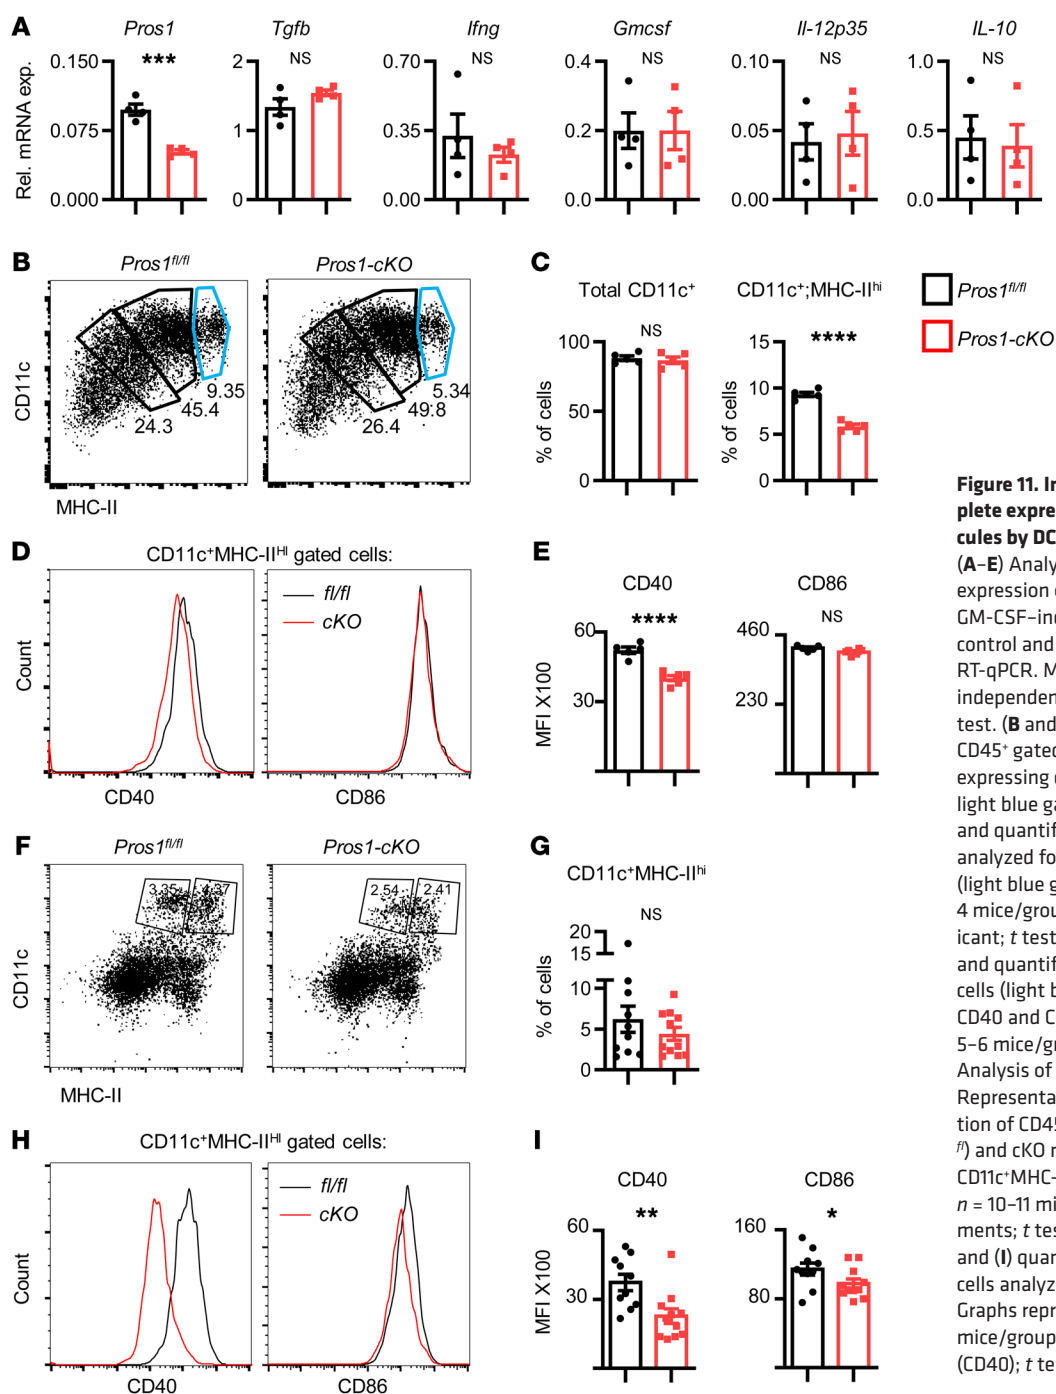 A
Pros1 Tgfb Ifng Gmcsf Il-12p35 IL-10
*** NS NS NS NS NS
Rel. mRNA exp.
0.150 0.075 0.000
2 1 0
0.70 0.35 0.00
0.4 0.2 0.0
0.10 0.05 0.00
1.0 0.5 0.0
B
Pros1fl/fl Pros1-cKO
CD11c
9.35 45.4 24.3
5.34 49.8 26.4
MHC-II
C
Total CD11c+ CD11c+;MHC-IIhi
NS ****
% of cells
100 50 0
% of cells
15 10 5 0
Pros1fl/fl
Pros1-cKO
D
CD11c+MHC-IIHI gated cells:
fl/fl
cKO
Count
CD40 CD86
E
CD40 CD86
**** NS
MFI X100
60 30
460 230
F
Pros1fl/fl Pros1-cKO
3.35 4.37
2.54 2.41
CD11c
MHC-II
G
CD11c+MHC-IIhi
NS
% of cells
20 15 10 5 0
H
CD11c+MHC-IIHI gated cells:
fl/fl
cKO
Count
CD40 CD86
I
CD40 CD86
** *
MFI X100
60 30
160 80
Figure 11. In
plete expre
cules by DC
(A–E) Analy
expression
GM-CSF–in
control and
RT-qPCR. M
independen
test. (B and
CD45+ gated
expressing
light blue ga
and quantif
analyzed fo
(light blue g
4 mice/grou
icant; t test
and quantif
cells (light b
CD40 and C
5–6 mice/gr
Analysis of
Representa
tion of CD45
fl) and cKO
CD11c+MHC-
n = 10–11 mi
ments; t tes
and (I) quan
cells analyz
Graphs repr
mice/group
(CD40); t te